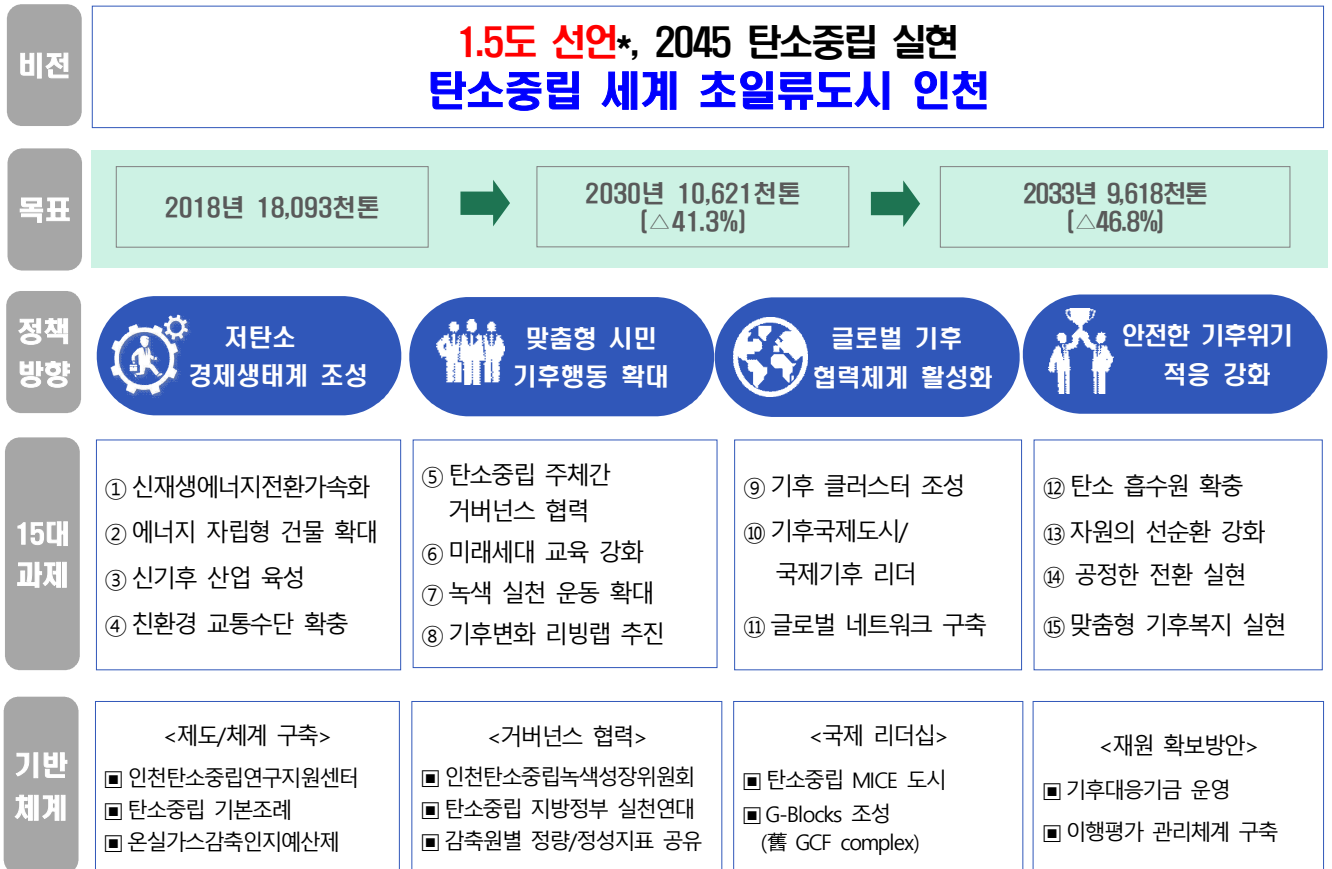 비전
1.5도 선언*, 2045 탄소중립 실현
탄소중립 세계 초일류도시 인천
목표
2018년 18,093천톤
2030년 10,621천톤
(△41.3%)
2033년 9,618천톤
(△46.8%)
정책
방향
저탄소
경제생태계 조성
맞춤형 시민
기후행동 확대
글로벌 기후
협력체계 활성화
안전한 기후위기
적응 강화
15대
과제
① 신재생에너지전환가속화
② 에너지 자립형 건물 확대
③ 신기후 산업 육성
④ 친환경 교통수단 확충
⑤ 탄소중립 주체간
거버넌스 협력
⑥ 미래세대 교육 강화
⑦ 녹색 실천 운동 확대
⑧ 기후변화 리빙랩 추진
⑨ 기후 클러스터 조성
⑩ 기후국제도시/
국제기후 리더
⑪ 글로벌 네트워크 구축
⑫ 탄소 흡수원 확충
⑬ 자원의 선순환 강화
⑭ 공정한 전환 실현
⑮ 맞춤형 기후복지 실현
기반
체계
<제도/체계 구축>
▣ 인천탄소중립연구지원센터
▣ 탄소중립 기본조례
▣ 온실가스감축인지예산제
<거버넌스 협력>
▣ 인천탄소중립녹색성장위원회
▣ 탄소중립 지방정부 실천연대
▣ 감축원별 정량/정성지표 공유
<국제 리더십>
▣ 탄소중립 MICE 도시
▣ G-Blocks 조성
(舊 GCF complex)
<재원 확보방안>
▣ 기후대응기금 운영
▣ 이행평가 관리체계 구축